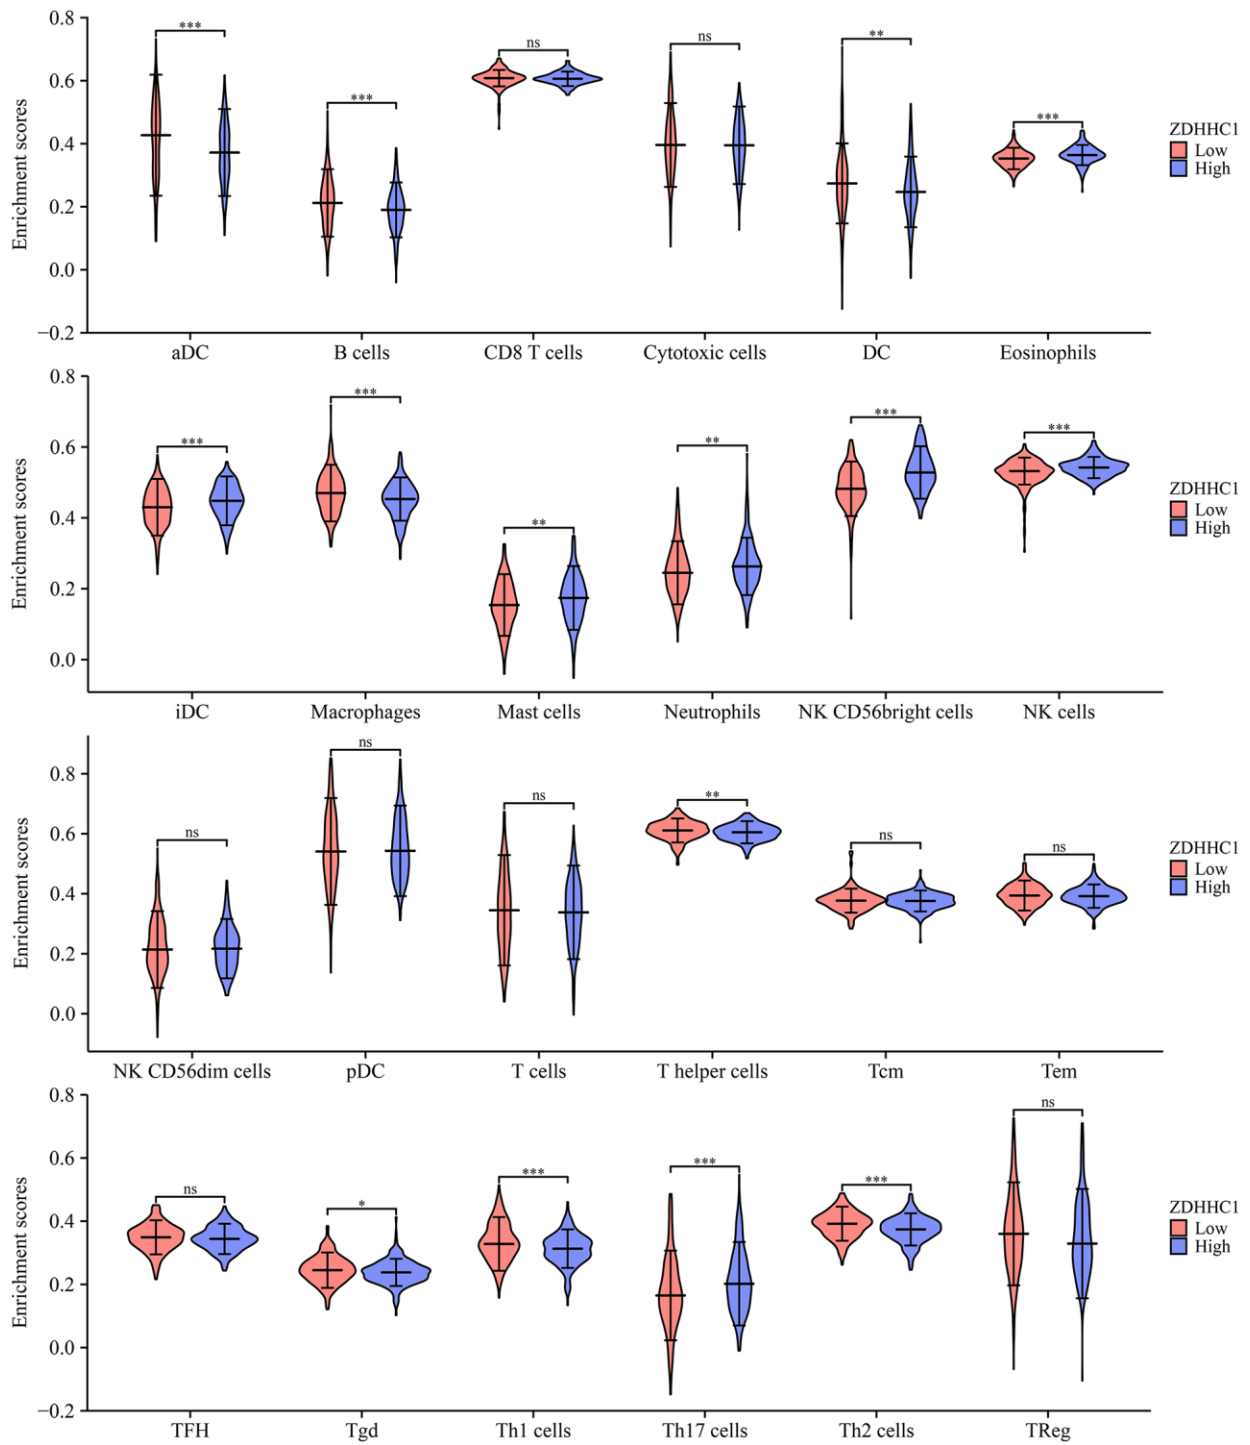 Enrichment scores
0.8
0.6
0.4
0.2
0.0
−0.2
*** *** ns ns ** ***
aDC B cells CD8 T cells Cytotoxic cells DC Eosinophils
ZDHHC1
Low
High
Enrichment scores
0.8
0.6
0.4
0.2
0.0
*** *** ** ** *** ***
iDC Macrophages Mast cells Neutrophils NK CD56bright cells NK cells
ZDHHC1
Low
High
Enrichment scores
0.8
0.6
0.4
0.2
0.0
ns ns ns ** ns ns
NK CD56dim cells pDC T cells T helper cells Tcm Tem
ZDHHC1
Low
High
Enrichment scores
0.8
0.6
0.4
0.2
0.0
−0.2
ns * *** *** *** ns
TFH Tgd Th1 cells Th17 cells Th2 cells TReg
ZDHHC1
Low
High